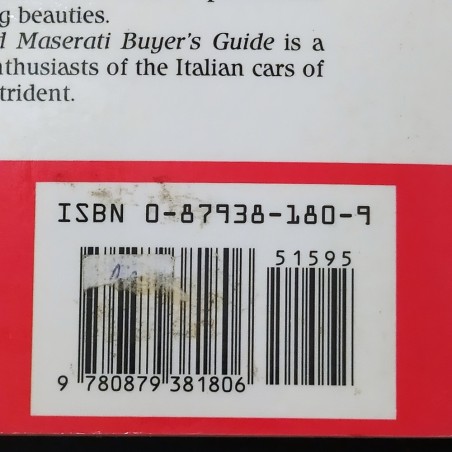 g beauties.
d Maserati Buyer's Guide is a
nthusiasts of the Italian cars of
trident.
ISBN 0-87938-180-9
51595
9 780879 381806